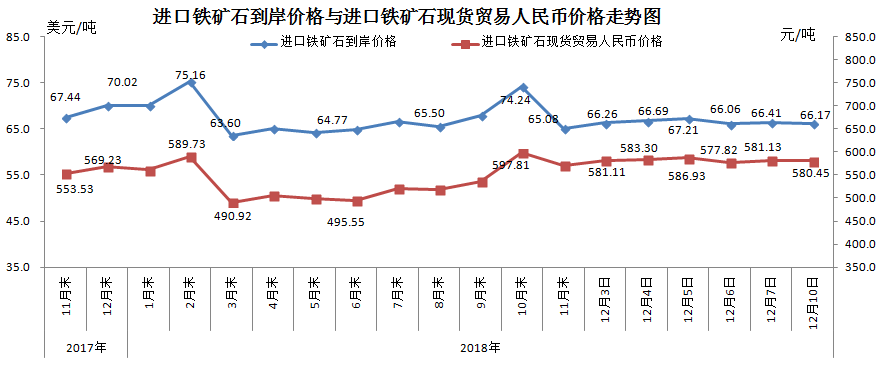 进口铁矿石到岸价格与进口铁矿石现货贸易人民币价格走势图
美元/吨
元/吨
进口铁矿石到岸价格
进口铁矿石现货贸易人民币价格
85.0
75.0
65.0
55.0
45.0
35.0
850.0
800.0
750.0
700.0
650.0
600.0
550.0
500.0
450.0
400.0
350.0
67.44
70.02
75.16
63.60
64.77
65.50
74.24
65.08
66.26
66.69
67.21
66.06
66.41
66.17
553.53
569.23
589.73
490.92
495.55
597.81
581.11
583.30
586.93
577.82
581.13
580.45
11月末
12月末
1月末
2月末
3月末
4月末
5月末
6月末
7月末
8月末
9月末
10月末
11月末
12月3日
12月4日
12月5日
12月6日
12月7日
12月10日
2017年
2018年